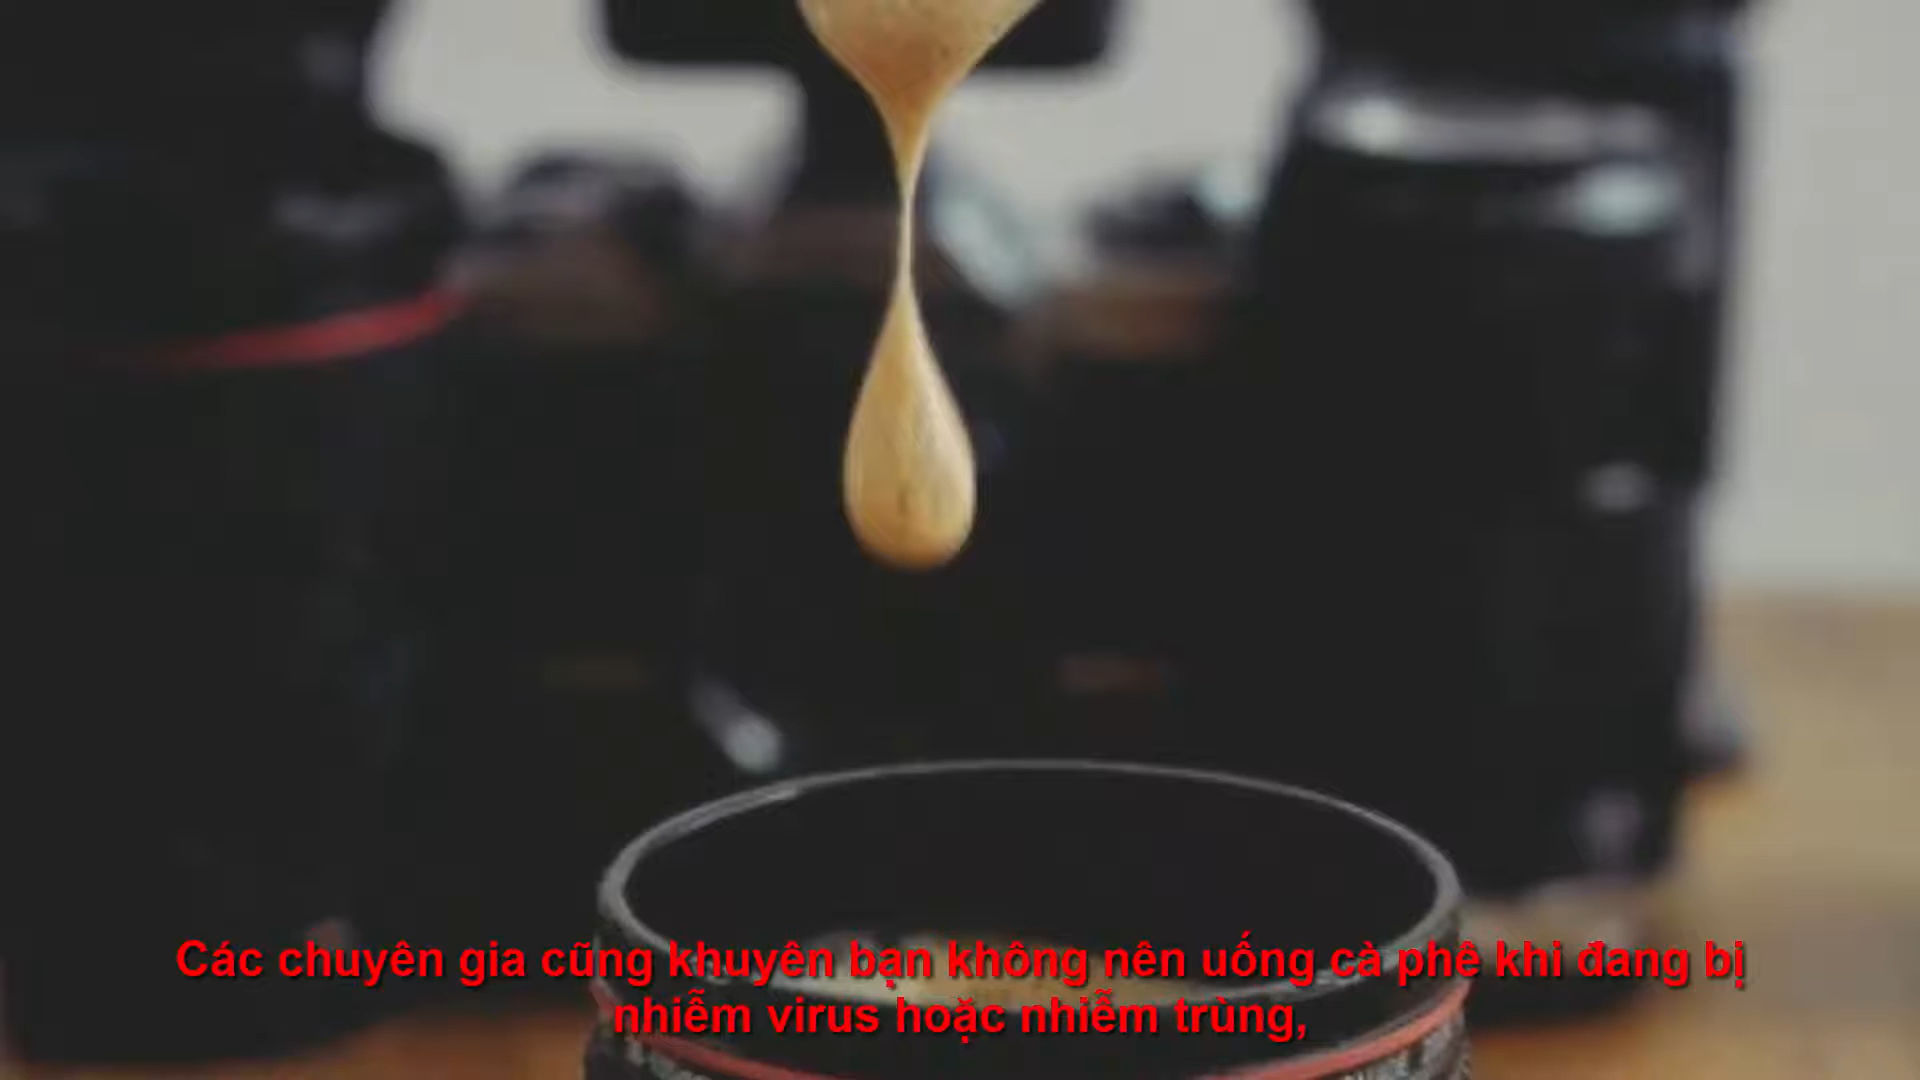 Các chuyên gia cũng khuyên bạn không nên uống cà phê khi đang bị
nhiễm virus hoặc nhiễm trùng,